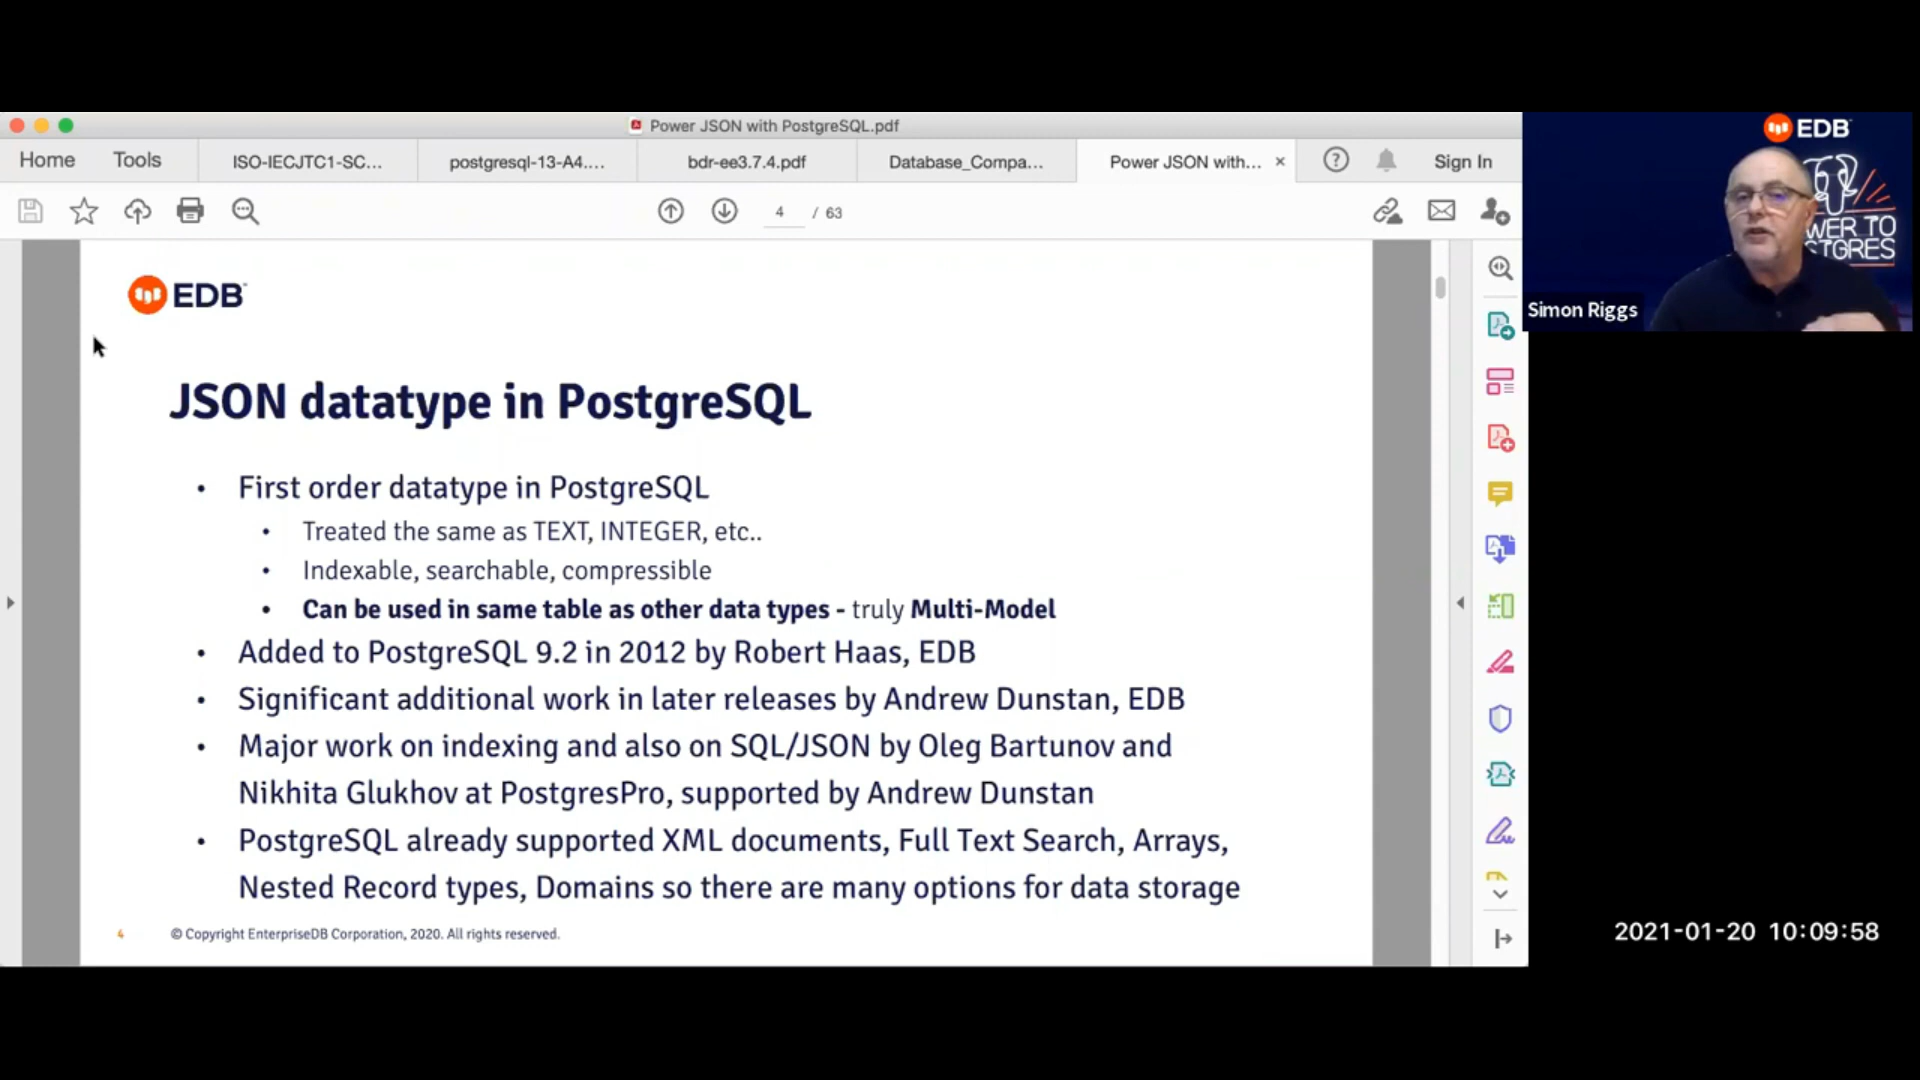 Power JSON with PostgreSQL.pdf
Home Tools ISO-IECJTC1-SC... postgresql-13-A4.... bdr-ee3.7.4.pdf Database_Compa... Power JSON with... × ? Sign In
4 / 63
EDB
JSON datatype in PostgreSQL
• First order datatype in PostgreSQL
• Treated the same as TEXT, INTEGER, etc..
• Indexable, searchable, compressible
• Can be used in same table as other data types - truly Multi-Model
• Added to PostgreSQL 9.2 in 2012 by Robert Haas, EDB
• Significant additional work in later releases by Andrew Dunstan, EDB
• Major work on indexing and also on SQL/JSON by Oleg Bartunov and
Nikhita Glukhov at PostgresPro, supported by Andrew Dunstan
• PostgreSQL already supported XML documents, Full Text Search, Arrays,
Nested Record types, Domains so there are many options for data storage
4 © Copyright EnterpriseDB Corporation, 2020. All rights reserved.
EDB
WER TO
STGRES
Simon Riggs
2021-01-20 10:09:58